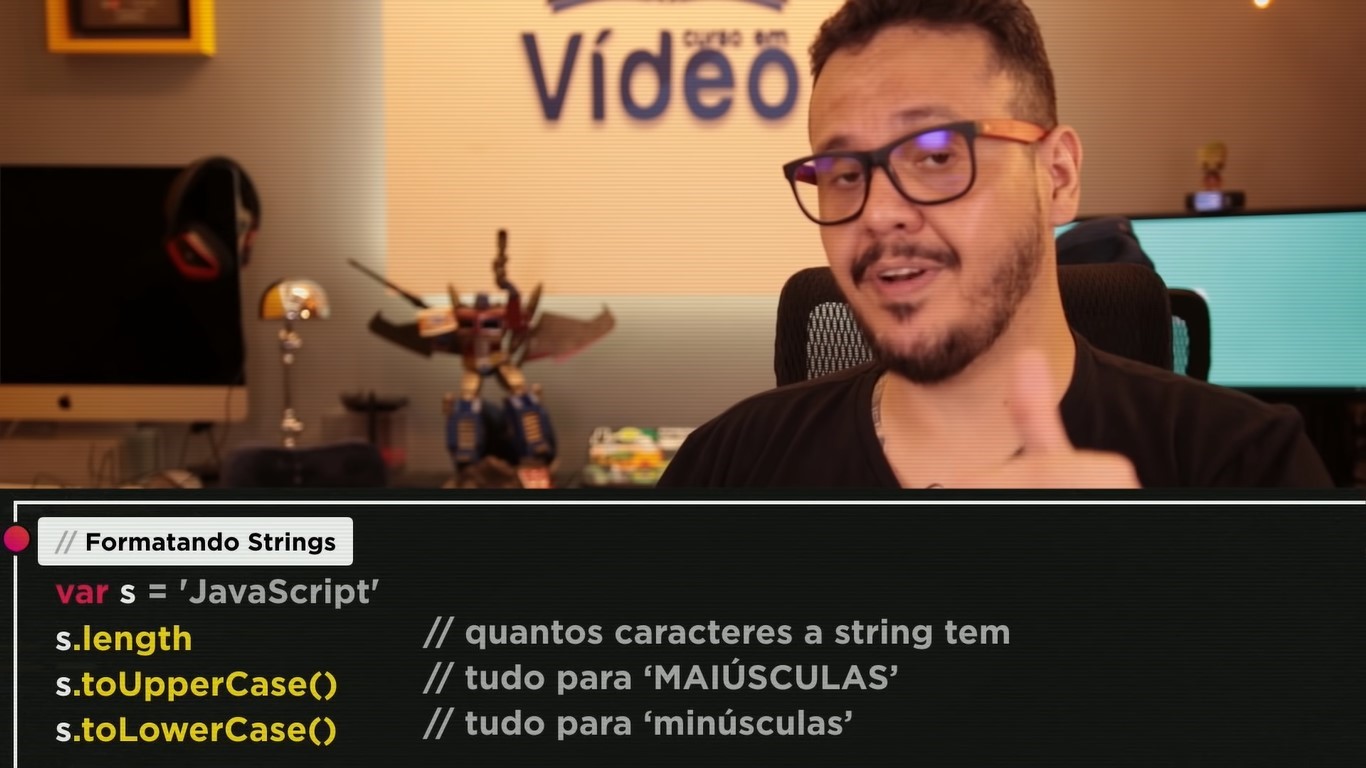 curso em
Vídeo
// Formatando Strings
var s = 'JavaScript'
s.length // quantos caracteres a string tem
s.toUpperCase() // tudo para ‘MAIÚSCULAS’
s.toLowerCase() // tudo para ‘minúsculas’